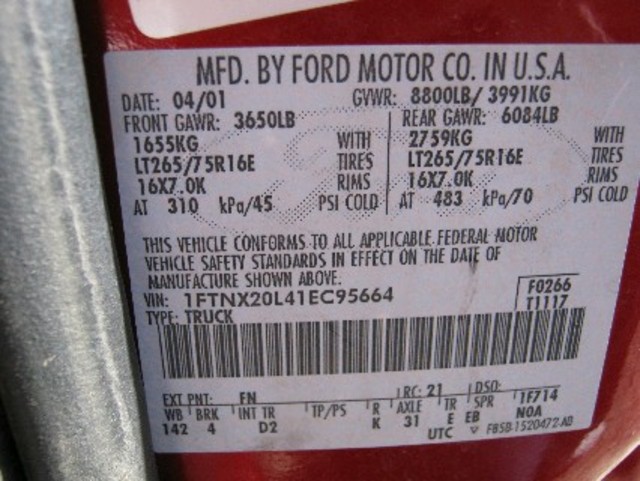 MFD. BY FORD MOTOR CO. IN U.S.A.
DATE: 04/01 GVWR: 8800LB/ 3991KG
FRONT GAWR: 3650LB REAR GAWR: 6084LB
1655KG WITH 2759KG WITH
LT265/75R16E TIRES LT265/75R16E TIRES
16X7.0K RIMS 16X7.0K RIMS
AT 310 kPa/45 PSI COLD AT 483 kPa/70 PSI COLD
THIS VEHICLE CONFORMS TO ALL APPLICABLE FEDERAL MOTOR
VEHICLE SAFETY STANDARDS IN EFFECT ON THE DATE OF
MANUFACTURE SHOWN ABOVE.
VIN: 1FTNX20L41EC95664 F0266
TYPE: TRUCK T1117
EXT PNT: FN RC: 21 DSO:
WB BRK INT TR TP/PS R AXLE TR SPR 1F714
142 4 D2 K 31 E EB N0A
UTC F85B-1520472-AD